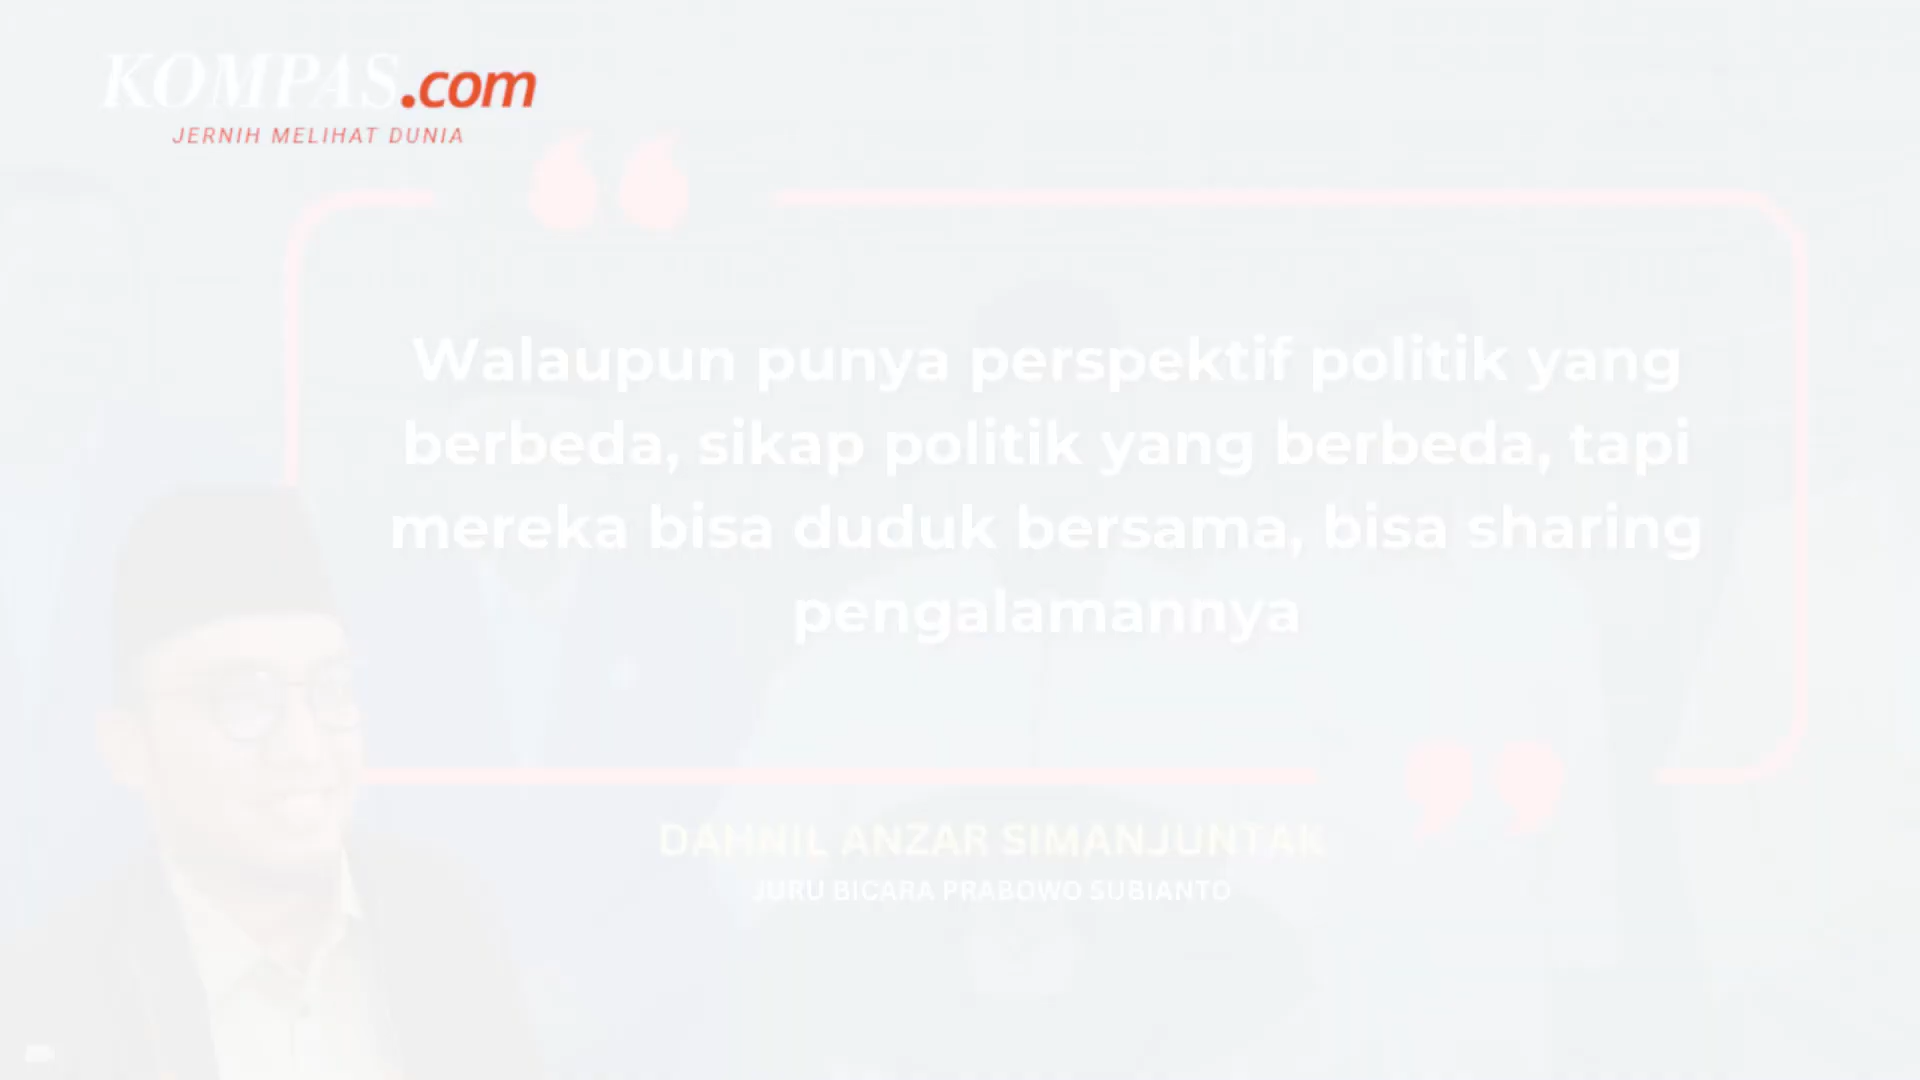 KOMPAS.com
JERNIH MELIHAT DUNIA
Walaupun punya perspektif politik yang
berbeda, sikap politik yang berbeda, tapi
mereka bisa duduk bersama, bisa sharing
pengalamannya
DAHNIL ANZAR SIMANJUNTAK
JURU BICARA PRABOWO SUBIANTO